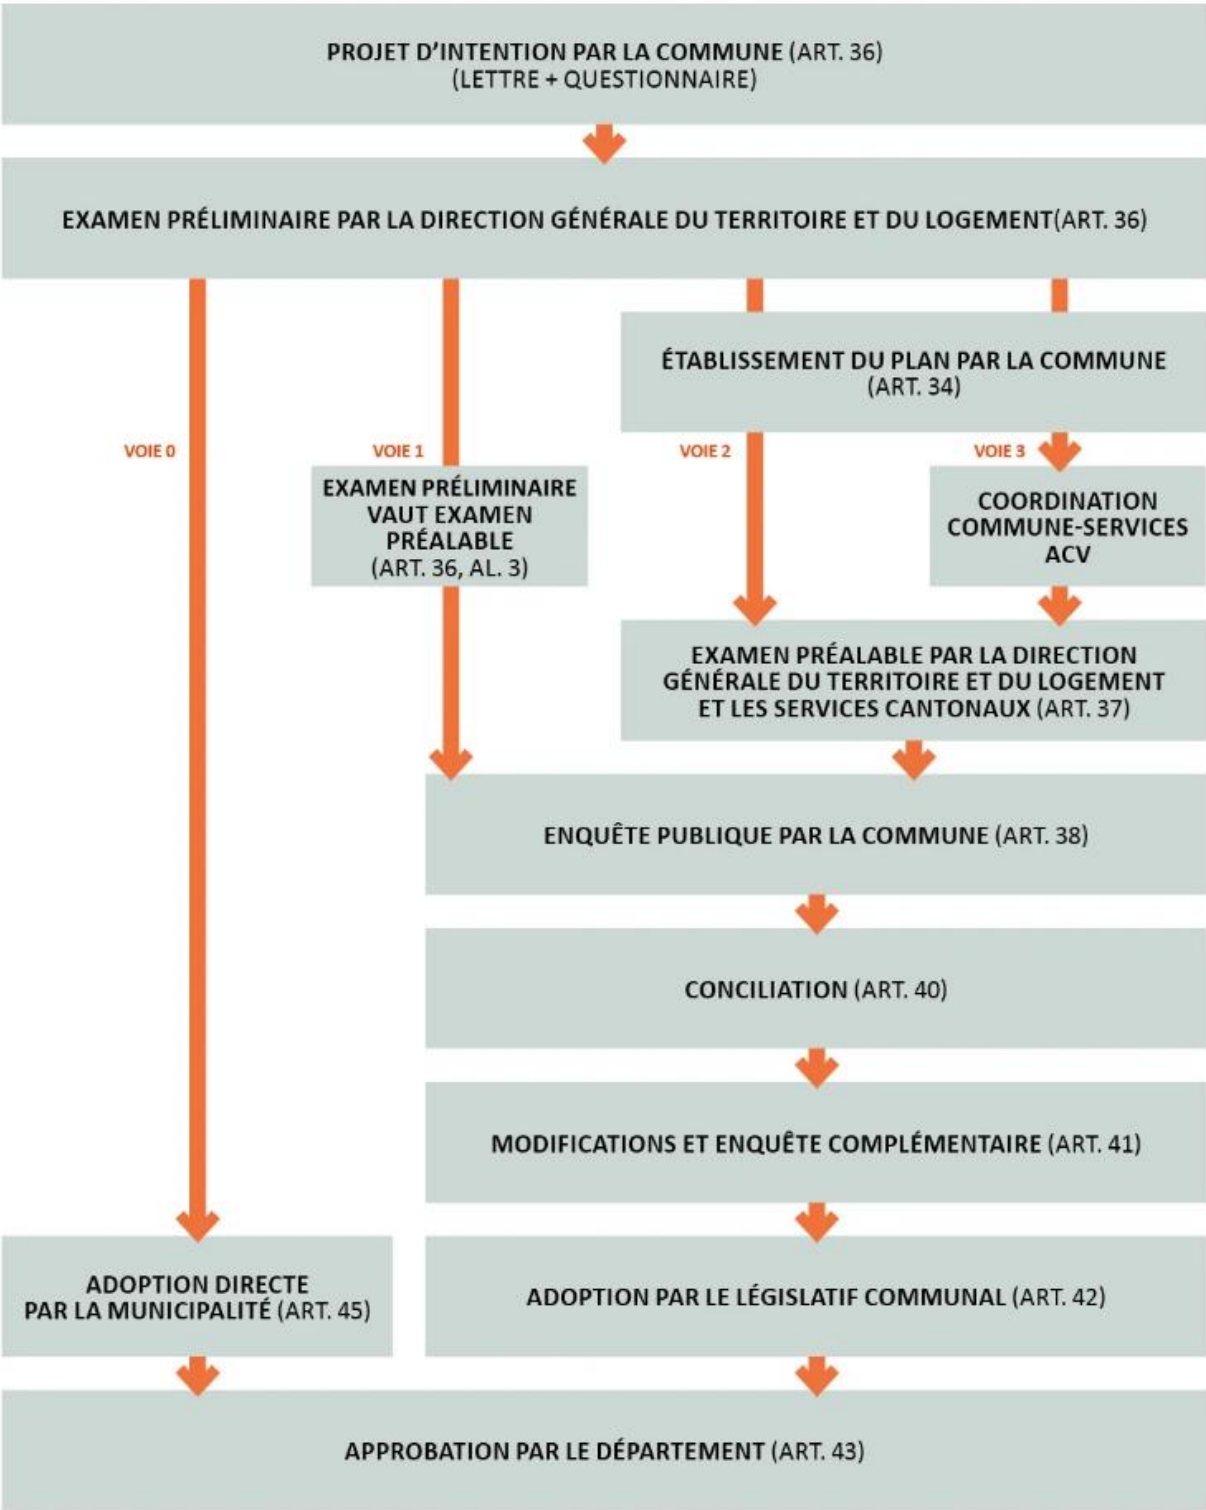 PROJET D'INTENTION PAR LA COMMUNE (ART. 36)
(LETTRE + QUESTIONNAIRE)
EXAMEN PRÉLIMINAIRE PAR LA DIRECTION GÉNÉRALE DU TERRITOIRE ET DU LOGEMENT(ART. 36)
ÉTABLISSEMENT DU PLAN PAR LA COMMUNE
(ART. 34)
VOIE 0
VOIE 1
VOIE 2
VOIE 3
EXAMEN PRÉLIMINAIRE
VAUT EXAMEN
PRÉALABLE
(ART. 36, AL. 3)
COORDINATION
COMMUNE-SERVICES
ACV
EXAMEN PRÉALABLE PAR LA DIRECTION
GÉNÉRALE DU TERRITOIRE ET DU LOGEMENT
ET LES SERVICES CANTONAUX (ART. 37)
ENQUÊTE PUBLIQUE PAR LA COMMUNE (ART. 38)
CONCILIATION (ART. 40)
MODIFICATIONS ET ENQUÊTE COMPLÉMENTAIRE (ART. 41)
ADOPTION DIRECTE
PAR LA MUNICIPALITÉ (ART. 45)
ADOPTION PAR LE LÉGISLATIF COMMUNAL (ART. 42)
APPROBATION PAR LE DÉPARTEMENT (ART. 43)